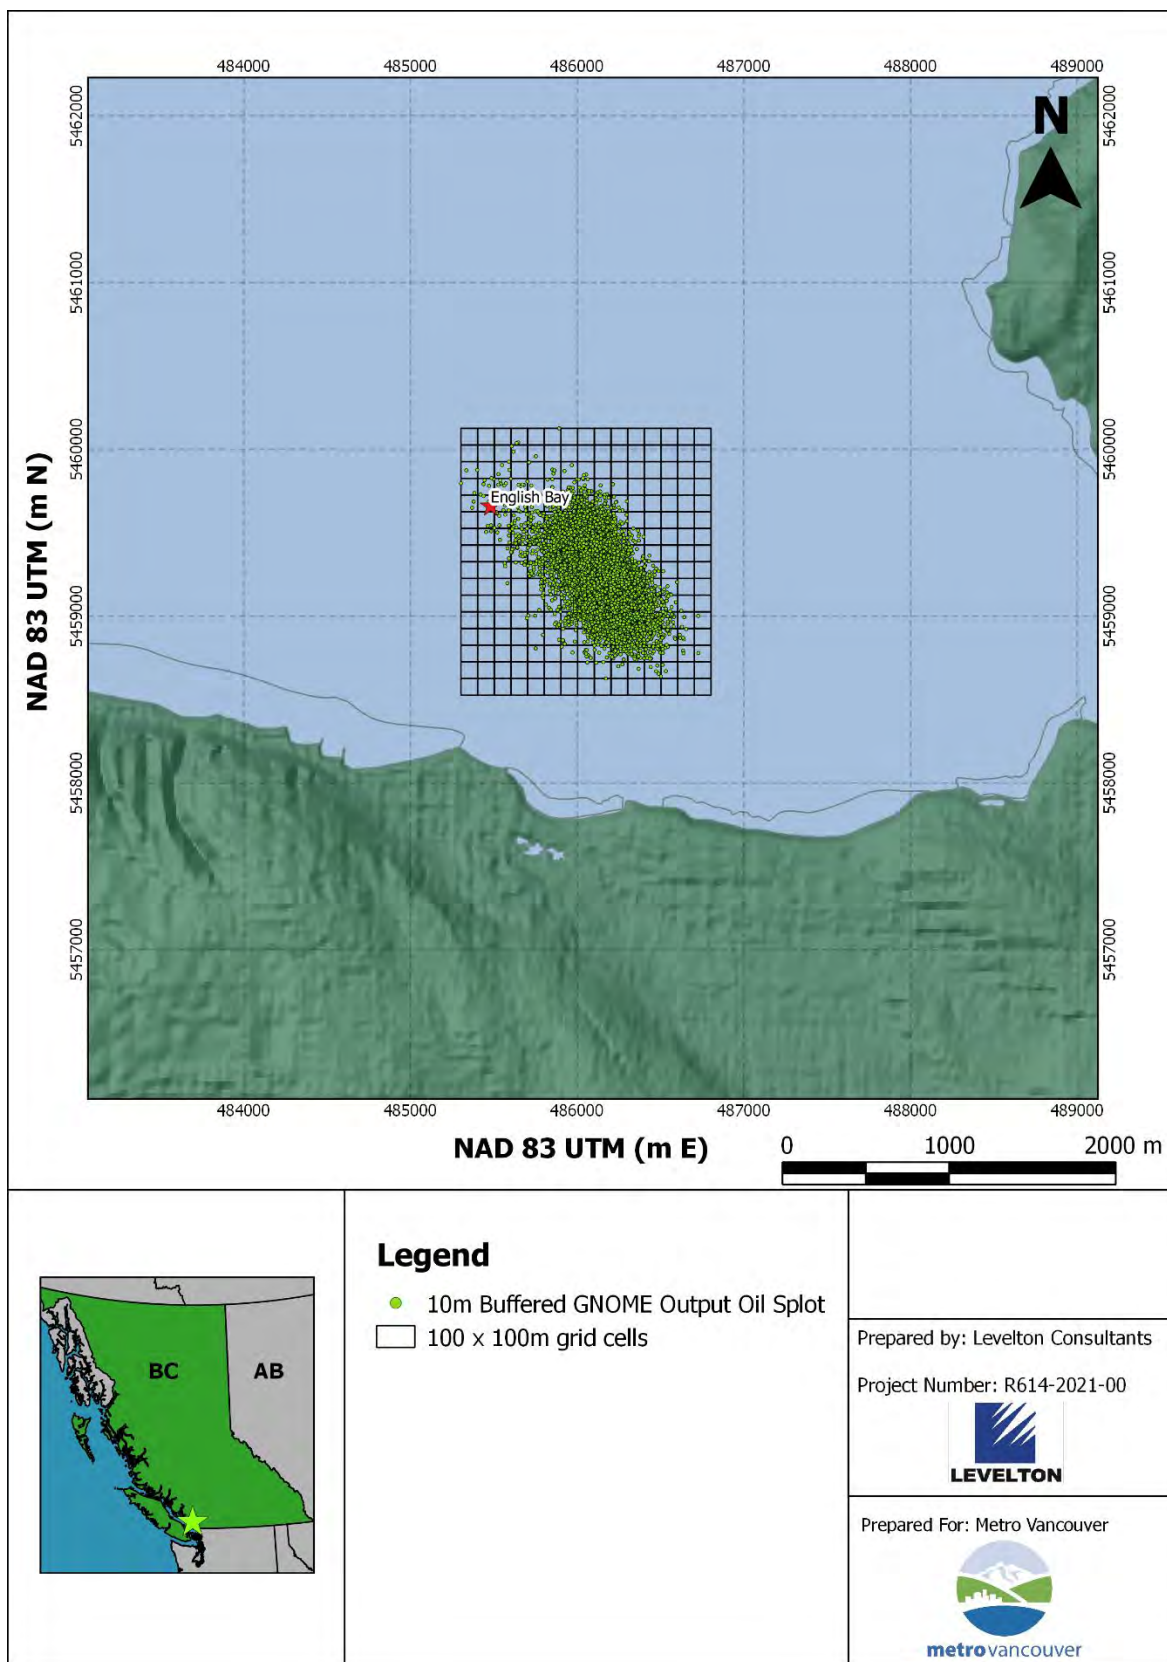 484000 485000 486000 487000 488000 489000
N
5462000 5462000
5461000 5461000
5460000 5460000
English Bay
NAD 83 UTM (m N)
5459000 5459000
5458000 5458000
5457000 5457000
484000 485000 486000 487000 488000 489000
NAD 83 UTM (m E)
0 1000 2000 m
BC
AB
Legend
10m Buffered GNOME Output Oil Splot
100 x 100m grid cells
Prepared by: Levelton Consultants
Project Number: R614-2021-00
LEVELTON
Prepared For: Metro Vancouver
metrovancouver